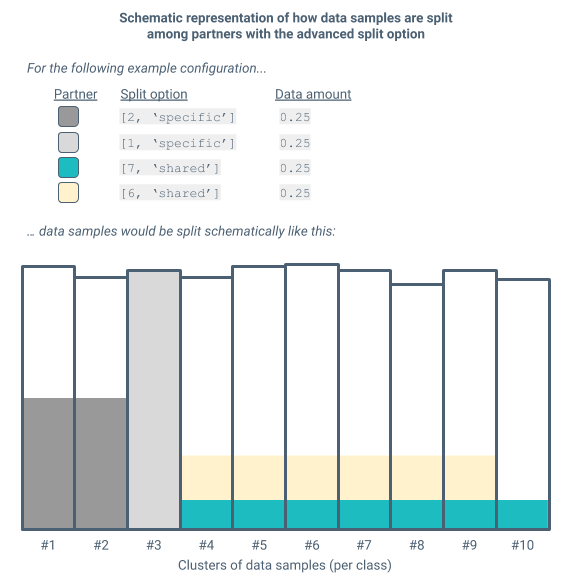 Schematic representation of how data samples are split
among partners with the advanced split option
For the following example configuration...
Partner Split option Data amount
[2, ‘specific’] 0.25
[1, ‘specific’] 0.25
[7, ‘shared’] 0.25
[6, ‘shared’] 0.25
… data samples would be split schematically like this:
#1 #2 #3 #4 #5 #6 #7 #8 #9 #10
Clusters of data samples (per class)